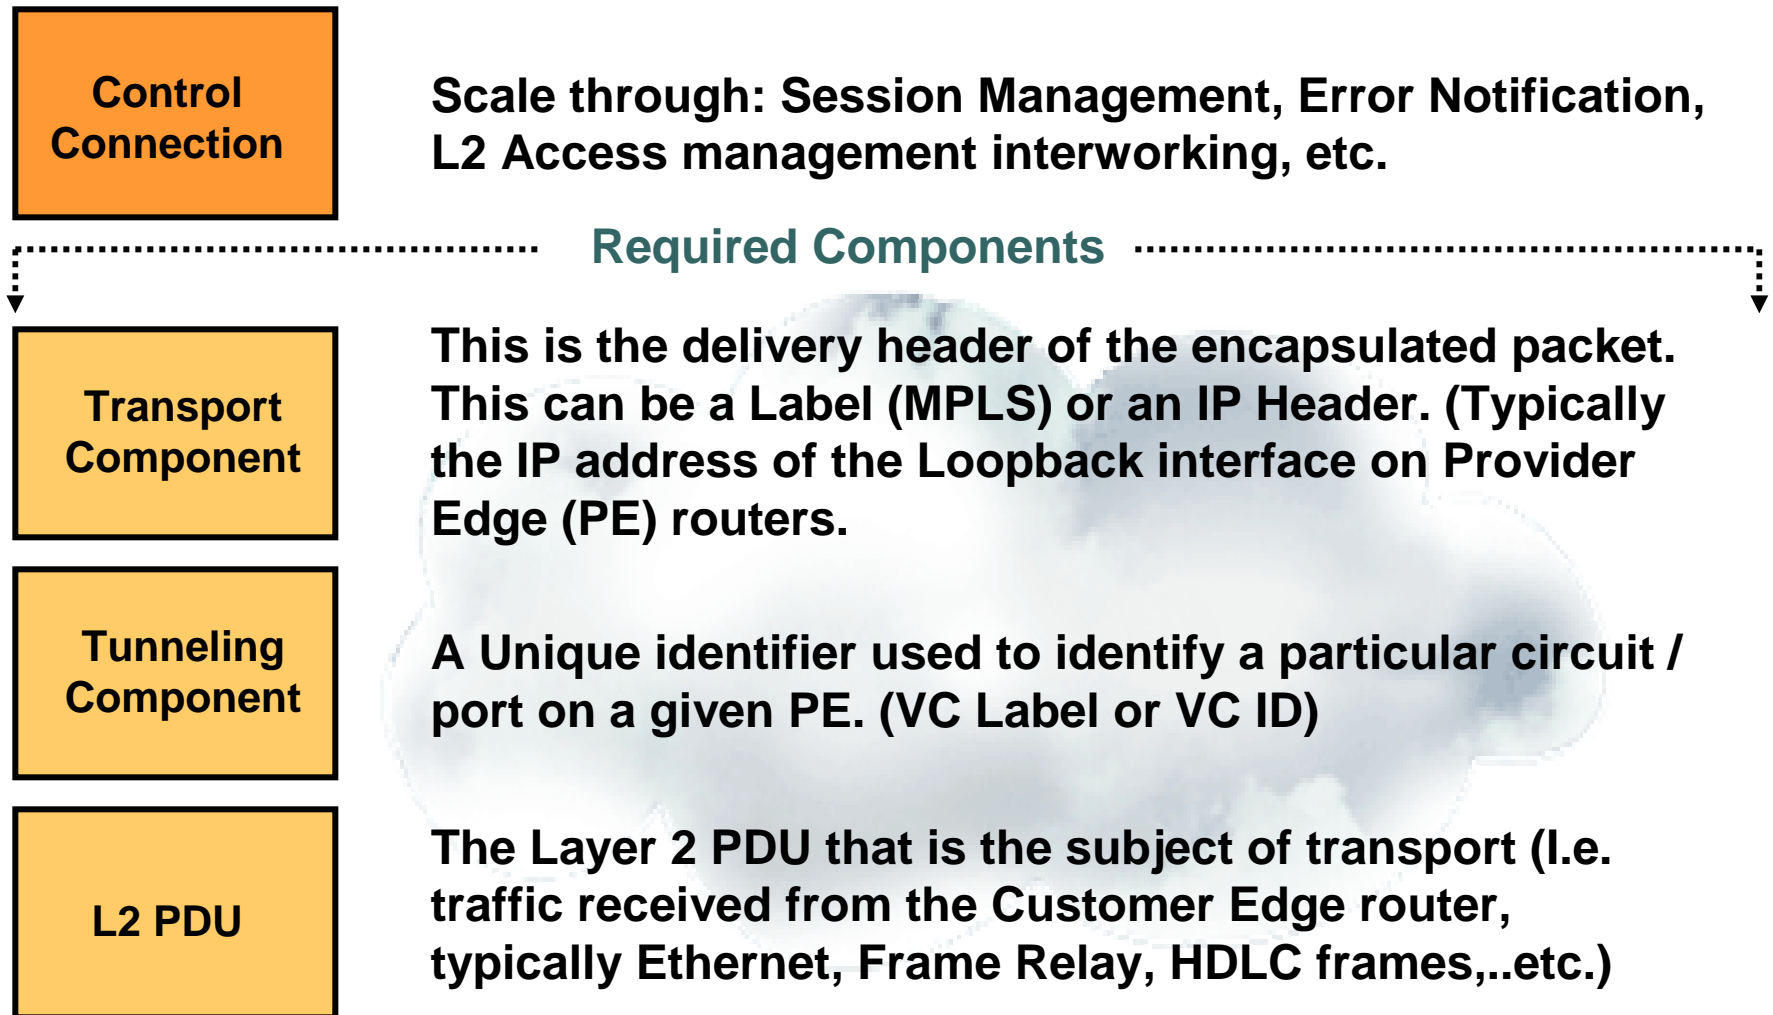 Control
Connection
Scale through: Session Management, Error Notification,
L2 Access management interworking, etc.
Required Components
Transport
Component
This is the delivery header of the encapsulated packet.
This can be a Label (MPLS) or an IP Header. (Typically
the IP address of the Loopback interface on Provider
Edge (PE) routers.
Tunneling
Component
A Unique identifier used to identify a particular circuit /
port on a given PE. (VC Label or VC ID)
L2 PDU
The Layer 2 PDU that is the subject of transport (I.e.
traffic received from the Customer Edge router,
typically Ethernet, Frame Relay, HDLC frames,..etc.)